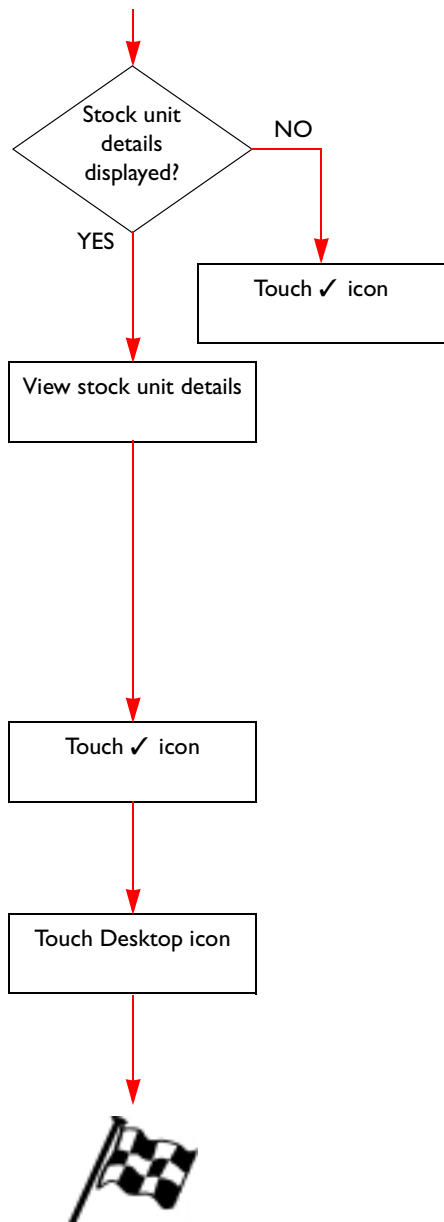 Stock unit
details
displayed?
NO
YES
Touch ✓ icon
View stock unit details
Touch ✓ icon
Touch Desktop icon